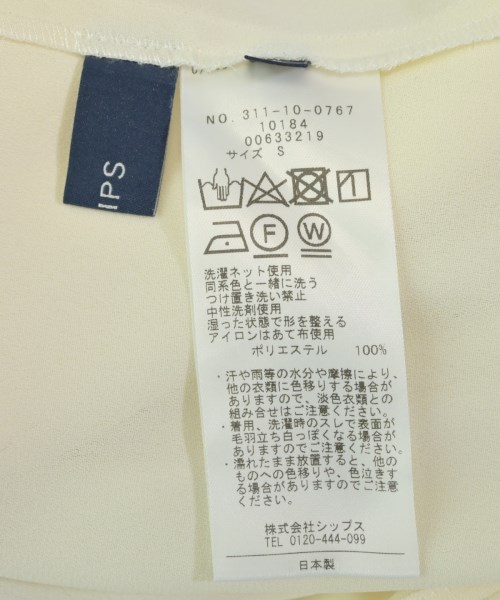 IPS
NO. 311-10-0767
10184
00633219
サイズ S
F W
洗濯ネット使用
同系色と一緒に洗う
つけ置き洗い禁止
中性洗剤使用
湿った状態で形を整える
アイロンはあて布使用
ポリエステル 100%
・汗や雨等の水分や摩擦により、
他の衣類に色移りする場合が
ありますので、淡色衣類との
組み合せはご注意ください。
・着用、洗濯時のスレで表面が
毛羽立ち白っぽくなる場合が
ありますのでご注意ください。
・濡れたまま放置すると、他の
ものへの色移りや、色泣きす
る場合がありますのでご注意
ください。
株式会社シップス
TEL 0120-444-099
日本製